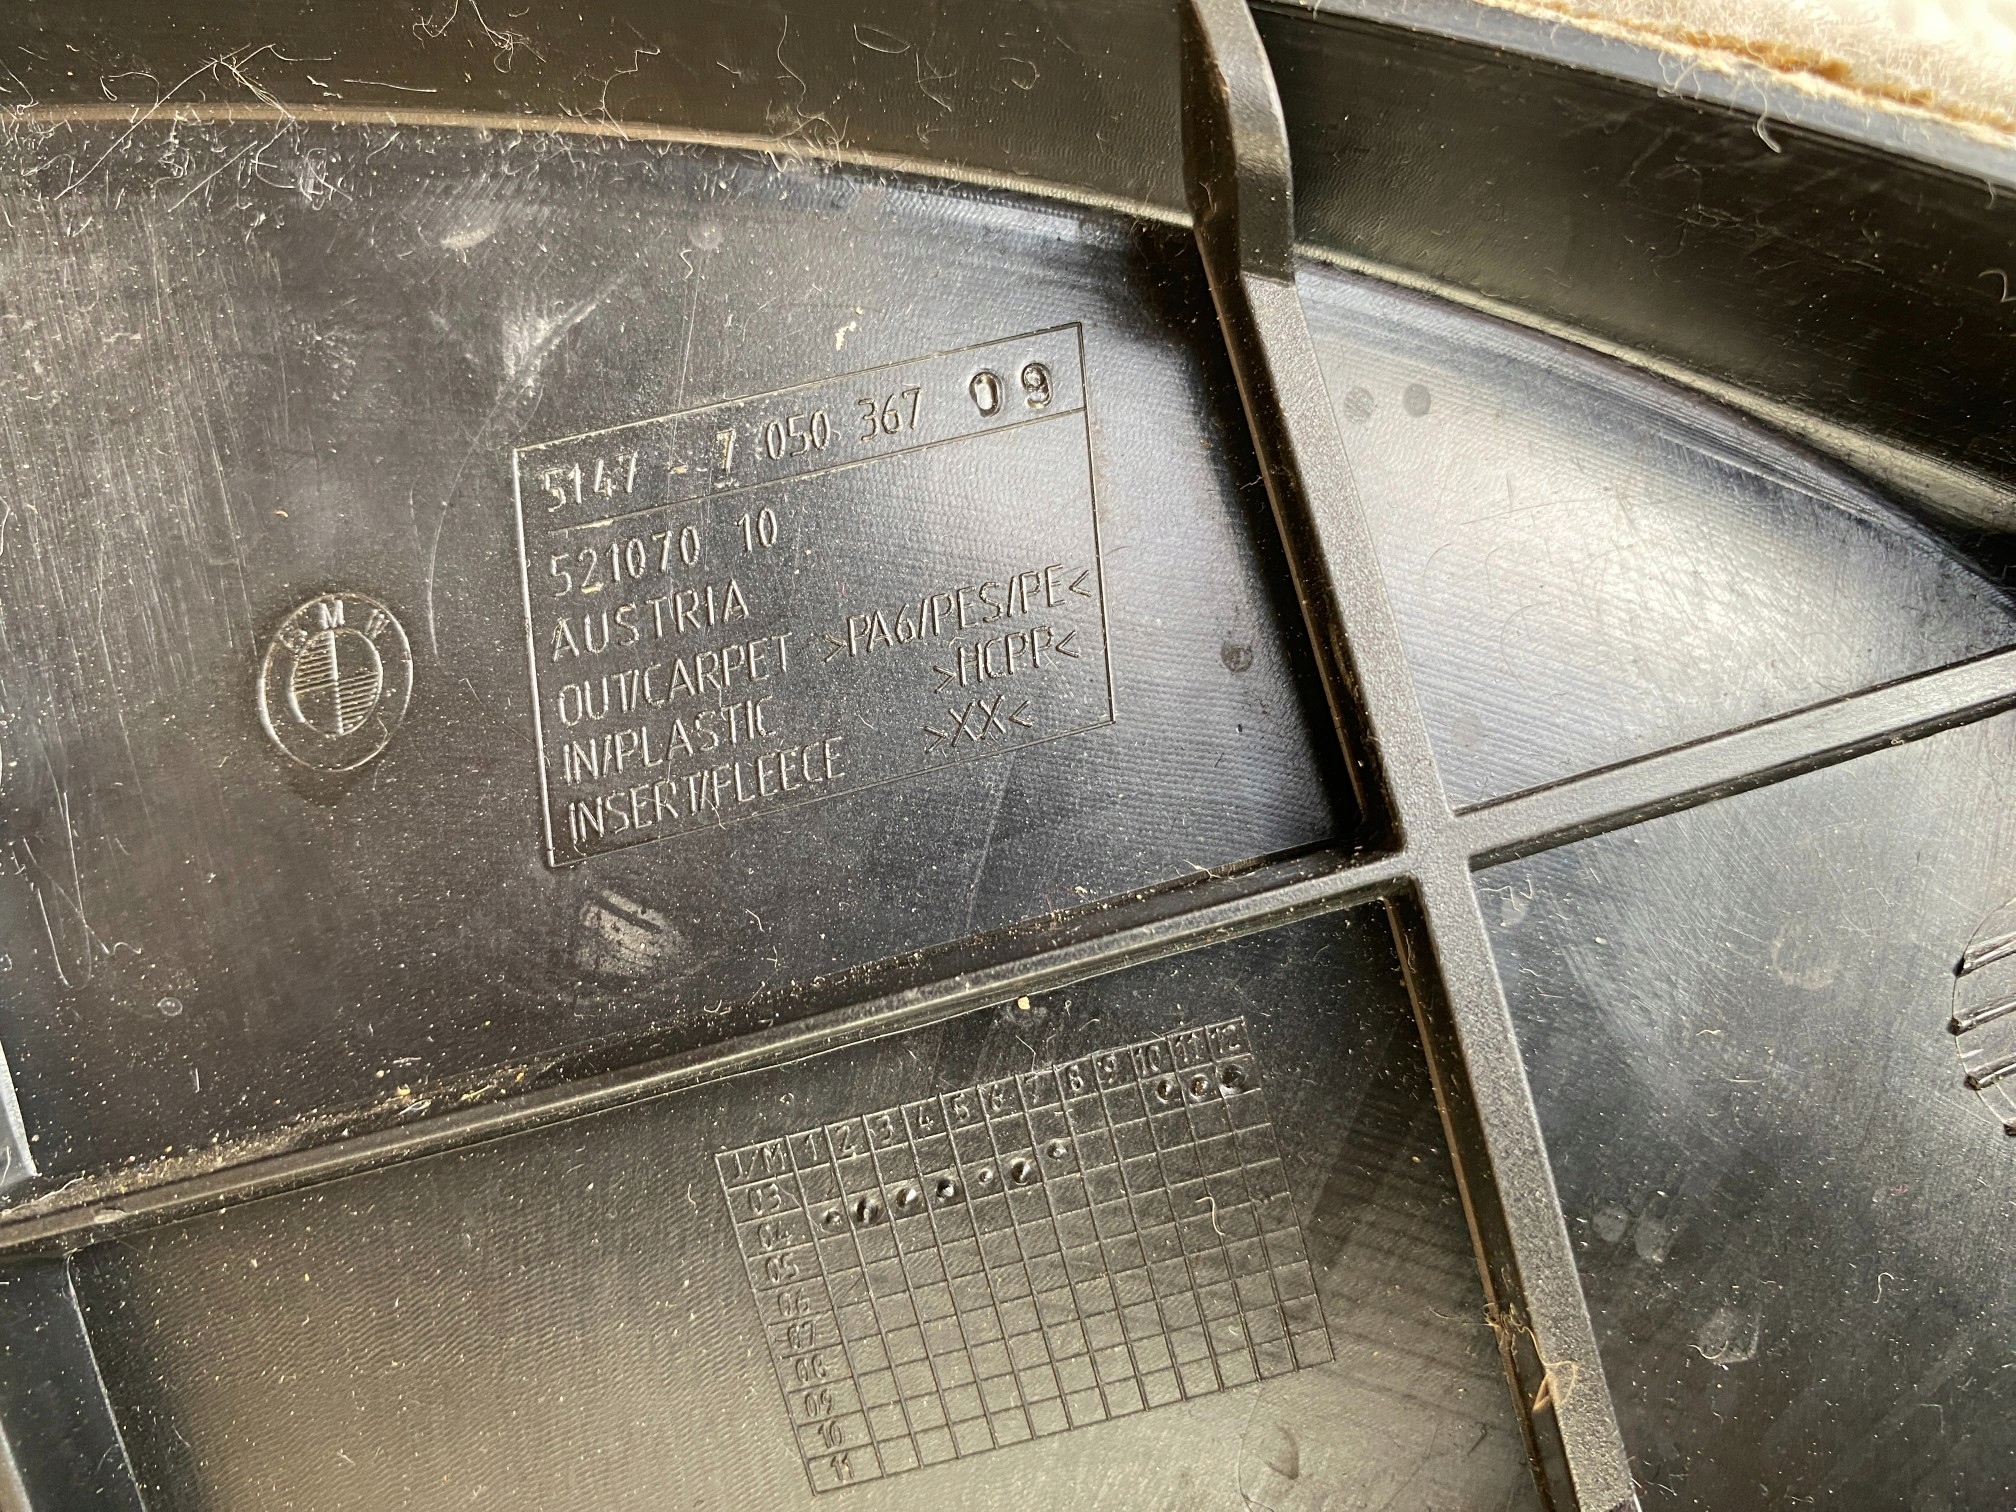 5147 - 7 050 367 09
521070 10
AUSTRIA
OUT/CARPET >PA6/PES/PE<
IN/PLASTIC >HCPP<
INSERT/FLEECE >XX<
BMW
J/M 1 2 3 4 5 6 7 8 9 10 11 12
03
04
05
06
07
08
09
10
11